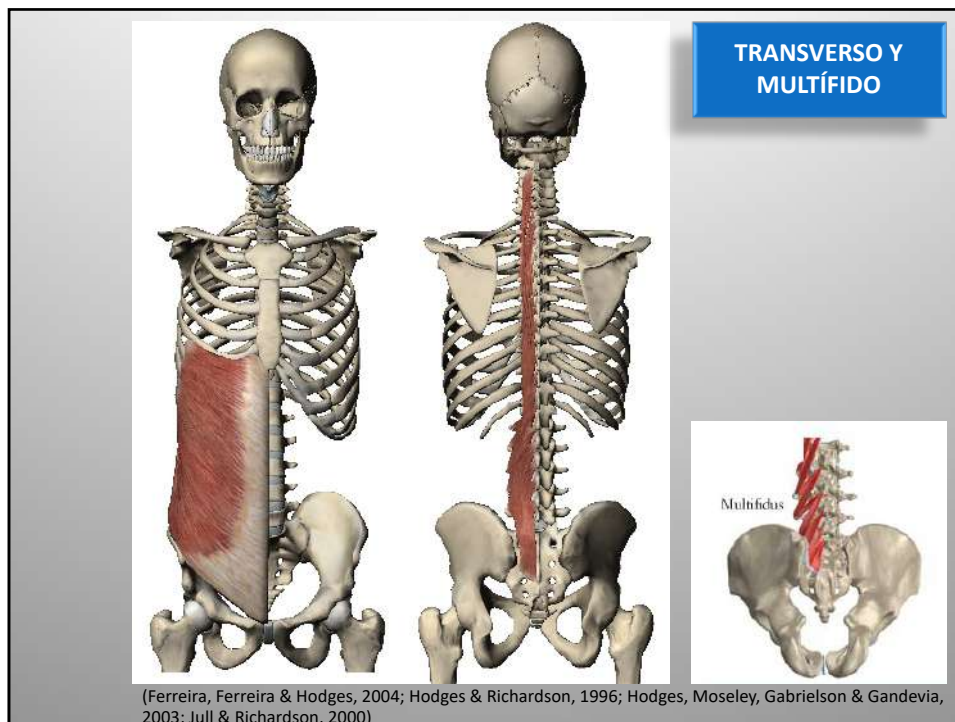 TRANSVERSO Y
MULTÍFIDO
Multifidus
(Ferreira, Ferreira & Hodges, 2004; Hodges & Richardson, 1996; Hodges, Moseley, Gabrielson & Gandevia,
2003; Jull & Richardson, 2000)